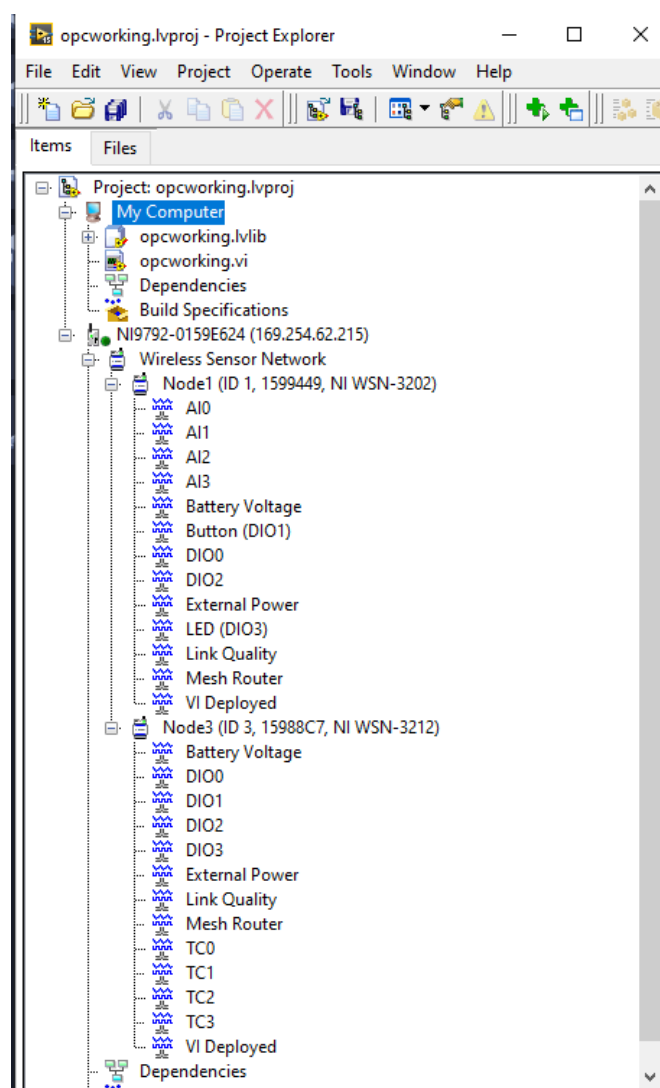 opcworking.lvproj - Project Explorer
File Edit View Project Operate Tools Window Help
Items Files
Project: opcworking.lvproj
My Computer
opcworking.lvlib
opcworking.vi
Dependencies
Build Specifications
NI9792-0159E624 (169.254.62.215)
Wireless Sensor Network
Node1 (ID 1, 1599449, NI WSN-3202)
AI0
AI1
AI2
AI3
Battery Voltage
Button (DIO1)
DIO0
DIO2
External Power
LED (DIO3)
Link Quality
Mesh Router
VI Deployed
Node3 (ID 3, 15988C7, NI WSN-3212)
Battery Voltage
DIO0
DIO1
DIO2
DIO3
External Power
Link Quality
Mesh Router
TC0
TC1
TC2
TC3
VI Deployed
Dependencies